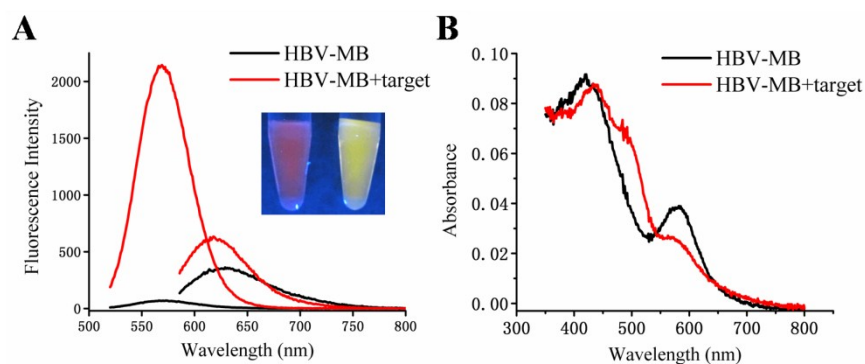 A
HBV-MB
HBV-MB+target
2000
1500
1000
500
0
Fluorescence Intensity
500 550 600 650 700 750 800
Wavelength (nm)
B
HBV-MB
HBV-MB+target
0.10
0.08
0.06
0.04
0.02
0.00
Absorbance
300 400 500 600 700 800
Wavelength (nm)